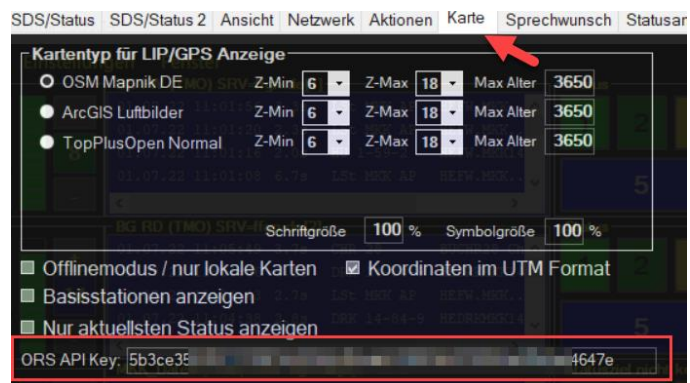 SDS/Status SDS/Status 2 Ansicht Netzwerk Aktionen Karte Sprechwunsch Statusan
Kartentyp für LIP/GPS Anzeige
OSM Mapnik DE Z-Min 6 Z-Max 18 Max Alter 3650
ArcGIS Luftbilder Z-Min 6 Z-Max 18 Max Alter 3650
TopPlusOpen Normal Z-Min 6 Z-Max 18 Max Alter 3650
Schriftgröße 100 % Symbolgröße 100 %
Offlinemodus / nur lokale Karten Koordinaten im UTM Format
Basisstationen anzeigen
Nur aktuellsten Status anzeigen
ORS API Key: 5b3ce35 4647e